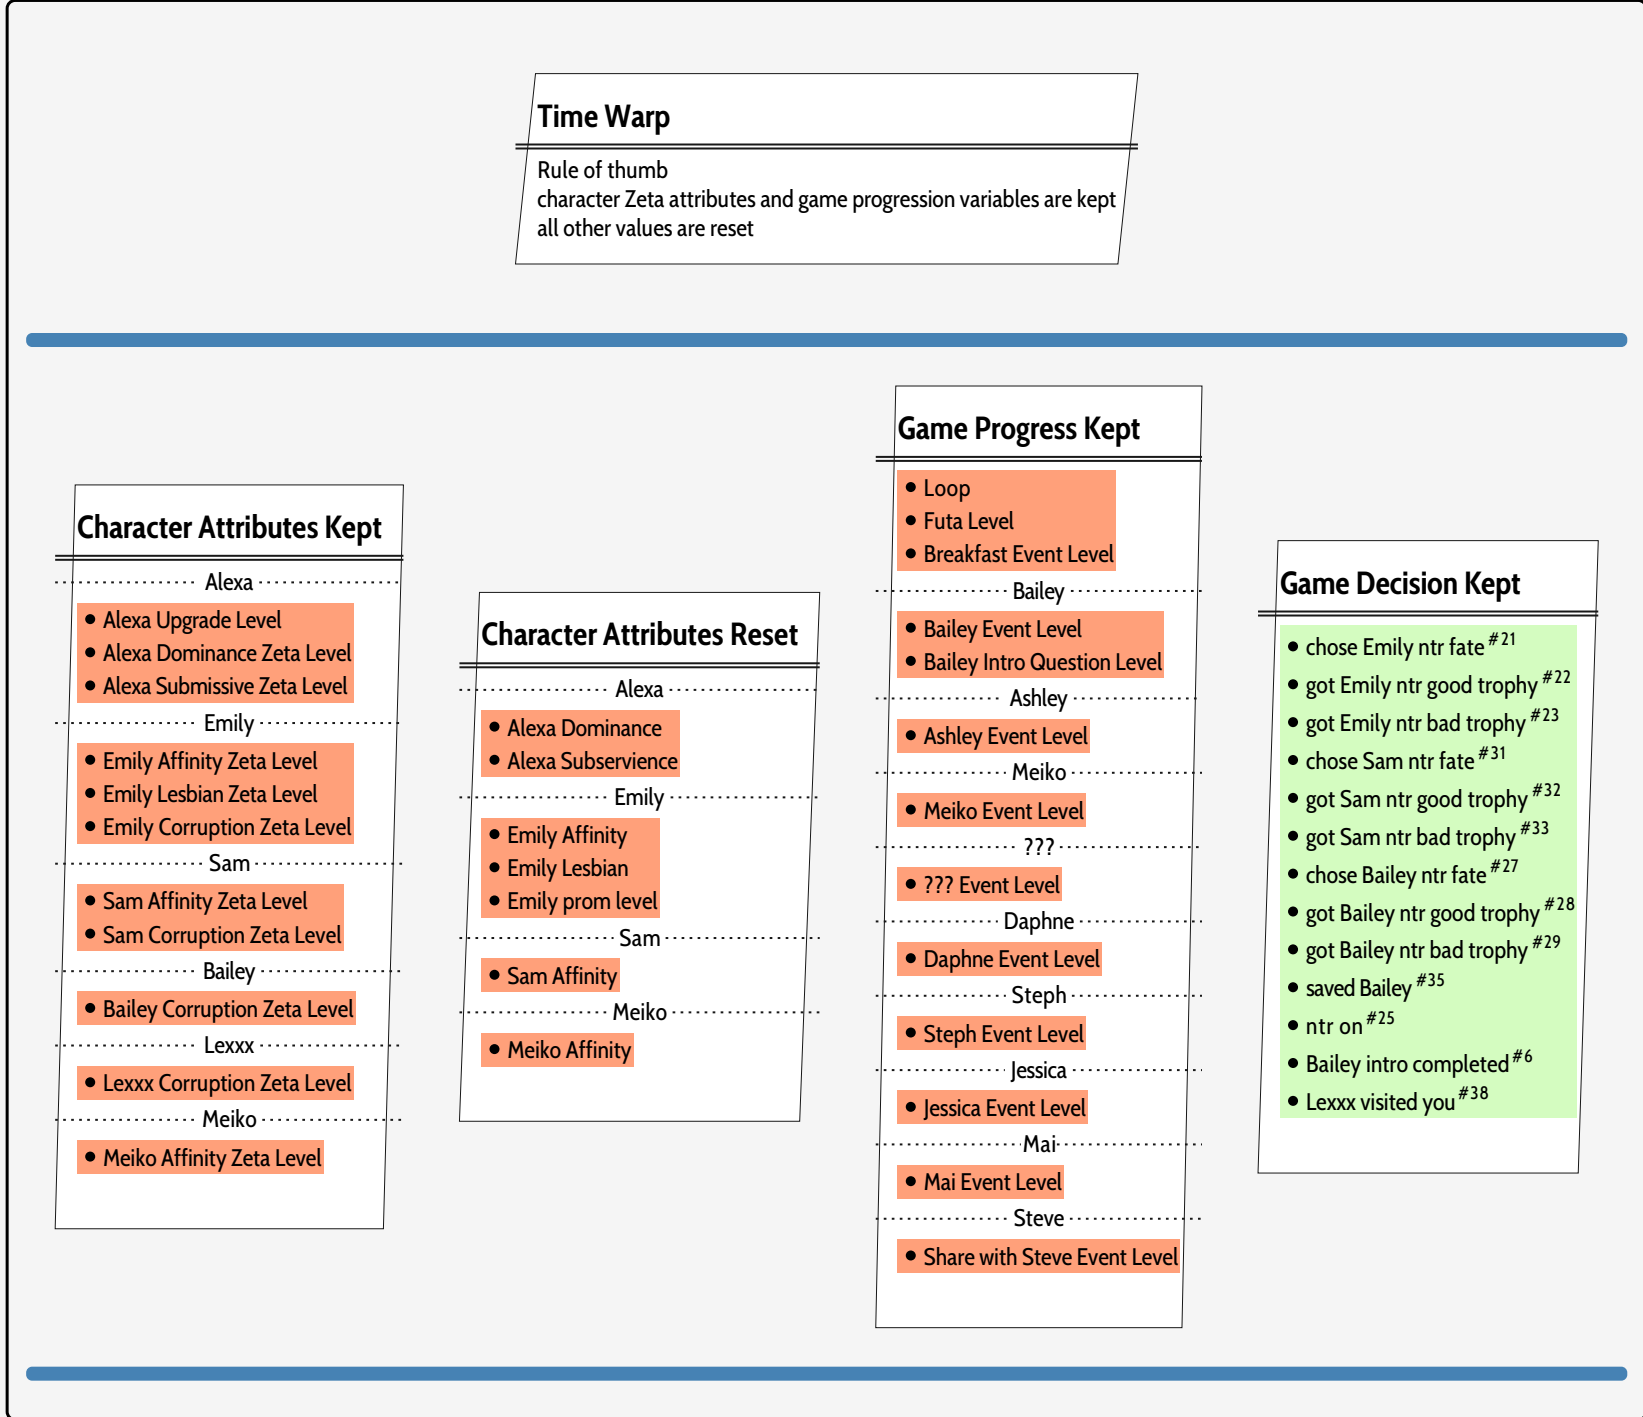 Time Warp
Rule of thumb
character Zeta attributes and game progression variables are kept
all other values are reset
Character Attributes Kept
Alexa
• Alexa Upgrade Level
• Alexa Dominance Zeta Level
• Alexa Submissive Zeta Level
Emily
• Emily Affinity Zeta Level
• Emily Lesbian Zeta Level
• Emily Corruption Zeta Level
Sam
• Sam Affinity Zeta Level
• Sam Corruption Zeta Level
Bailey
• Bailey Corruption Zeta Level
Lexxx
• Lexxx Corruption Zeta Level
Meiko
• Meiko Affinity Zeta Level
Character Attributes Reset
Alexa
• Alexa Dominance
• Alexa Subservience
Emily
• Emily Affinity
• Emily Lesbian
• Emily prom level
Sam
• Sam Affinity
Meiko
• Meiko Affinity
Game Progress Kept
• Loop
• Futa Level
• Breakfast Event Level
Bailey
• Bailey Event Level
• Bailey Intro Question Level
Ashley
• Ashley Event Level
Meiko
• Meiko Event Level
???
• ??? Event Level
Daphne
• Daphne Event Level
Steph
• Steph Event Level
Jessica
• Jessica Event Level
Mai
• Mai Event Level
Steve
• Share with Steve Event Level
Game Decision Kept
• chose Emily ntr fate #21
• got Emily ntr good trophy #22
• got Emily ntr bad trophy #23
• chose Sam ntr fate #31
• got Sam ntr good trophy #32
• got Sam ntr bad trophy #33
• chose Bailey ntr fate #27
• got Bailey ntr good trophy #28
• got Bailey ntr bad trophy #29
• saved Bailey #35
• ntr on #25
• Bailey intro completed #6
• Lexxx visited you #38